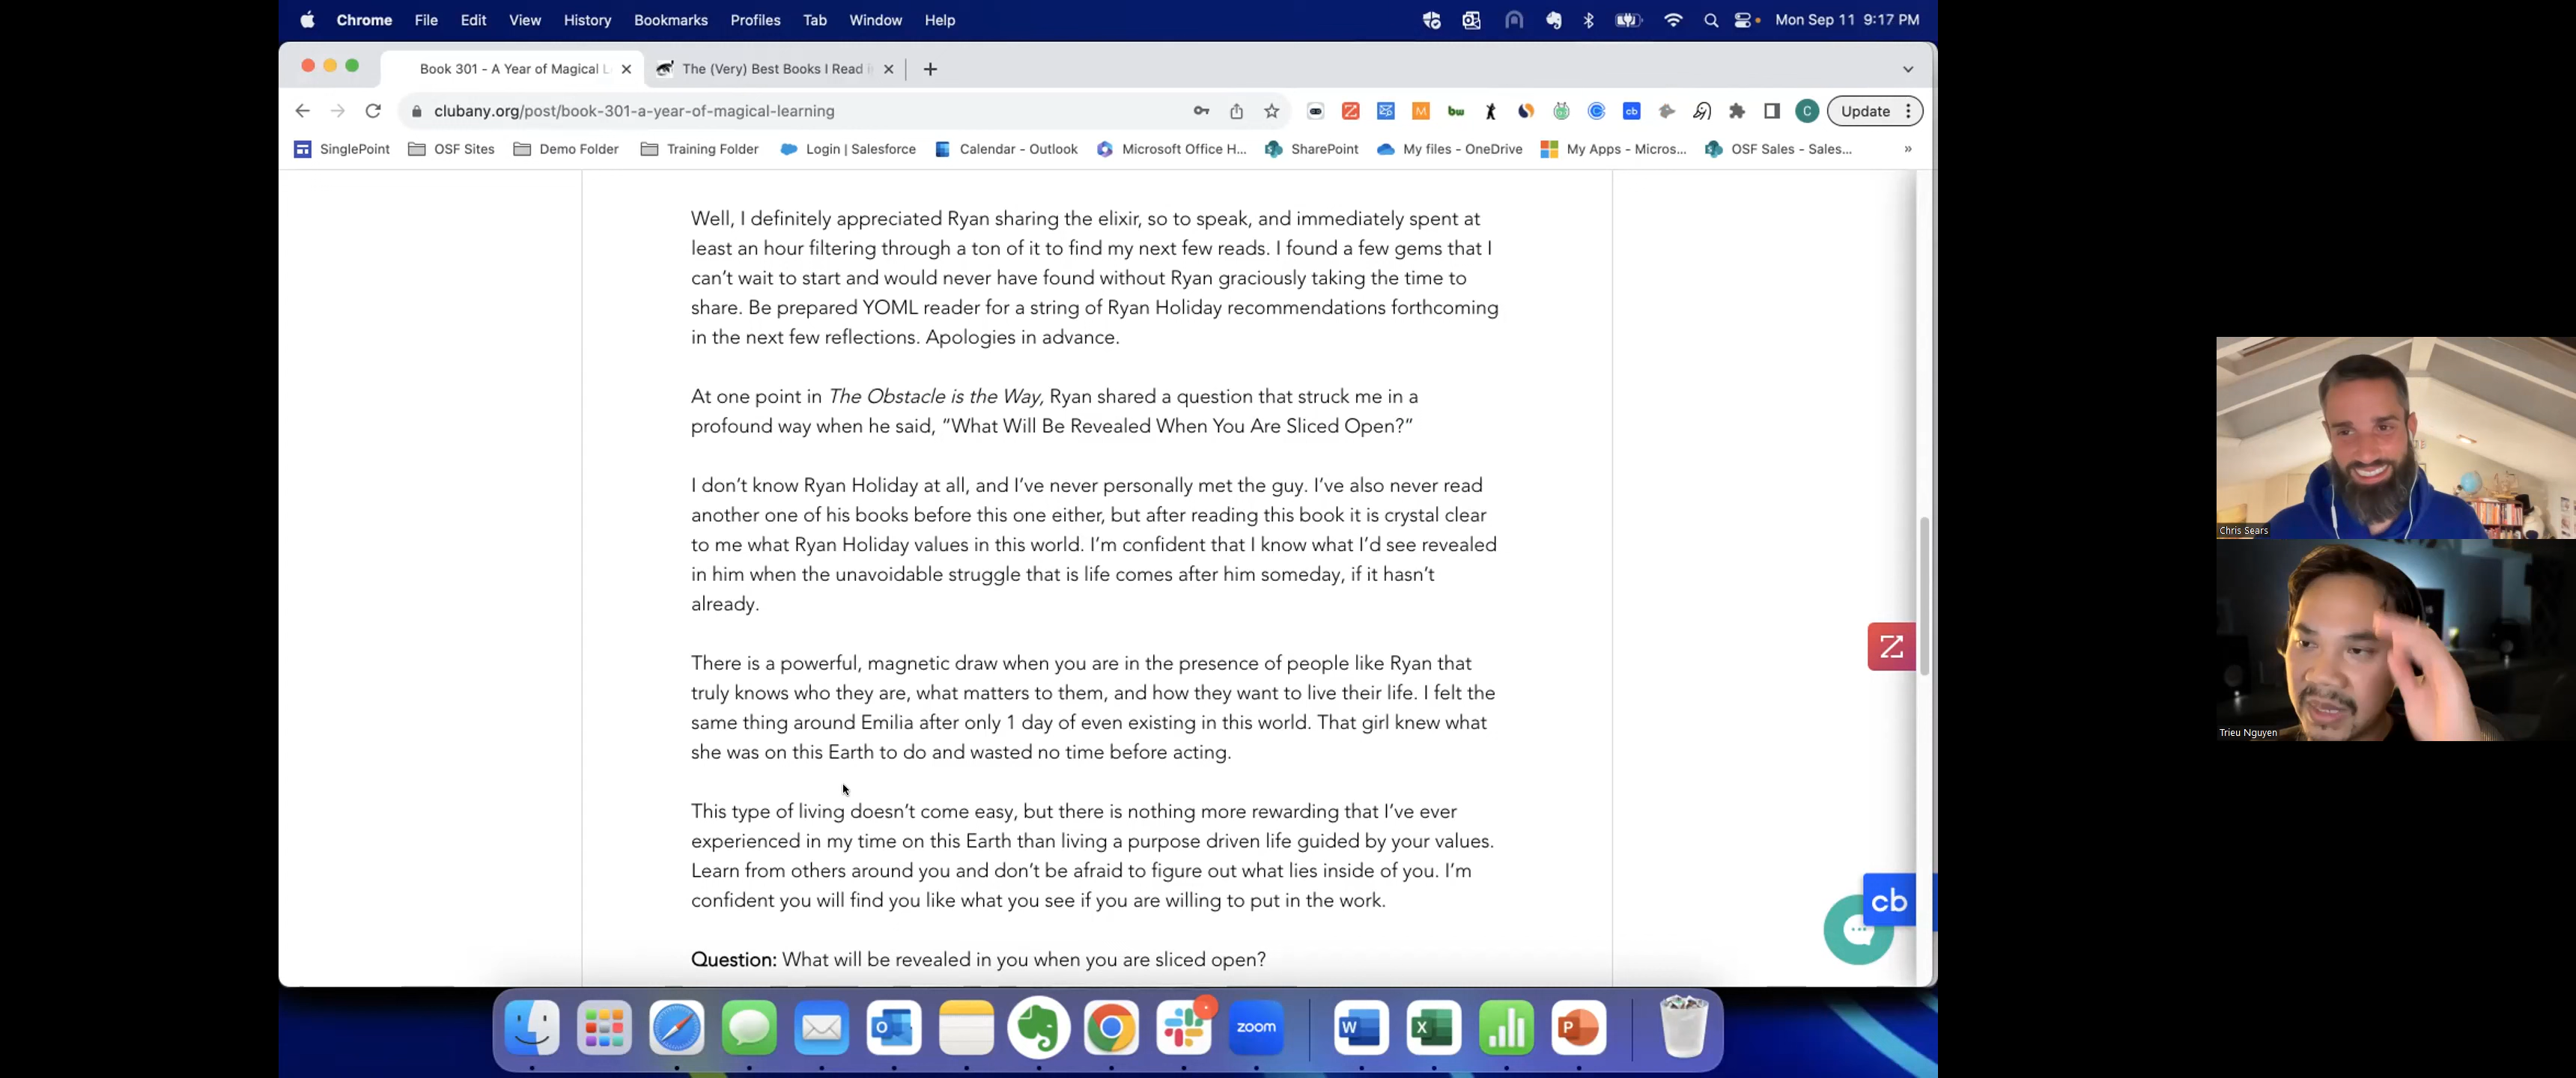 Chrome File Edit View History Bookmarks Profiles Tab Window Help Mon Sep 11 9:17 PM
Book 301 - A Year of Magical L The (Very) Best Books I Read i
clubany.org/post/book-301-a-year-of-magical-learning
M bw cb C Update
SinglePoint OSF Sites Demo Folder Training Folder Login | Salesforce Calendar - Outlook Microsoft Office H... SharePoint My files - OneDrive My Apps - Micros... OSF Sales - Sales... »
Well, I definitely appreciated Ryan sharing the elixir, so to speak, and immediately spent at
least an hour filtering through a ton of it to find my next few reads. I found a few gems that I
can't wait to start and would never have found without Ryan graciously taking the time to
share. Be prepared YOML reader for a string of Ryan Holiday recommendations forthcoming
in the next few reflections. Apologies in advance.
At one point in The Obstacle is the Way, Ryan shared a question that struck me in a
profound way when he said, “What Will Be Revealed When You Are Sliced Open?”
I don't know Ryan Holiday at all, and I've never personally met the guy. I've also never read
another one of his books before this one either, but after reading this book it is crystal clear
to me what Ryan Holiday values in this world. I'm confident that I know what I'd see revealed
in him when the unavoidable struggle that is life comes after him someday, if it hasn't
already.
There is a powerful, magnetic draw when you are in the presence of people like Ryan that
truly knows who they are, what matters to them, and how they want to live their life. I felt the
same thing around Emilia after only 1 day of even existing in this world. That girl knew what
she was on this Earth to do and wasted no time before acting.
This type of living doesn't come easy, but there is nothing more rewarding that I've ever
experienced in my time on this Earth than living a purpose driven life guided by your values.
Learn from others around you and don't be afraid to figure out what lies inside of you. I'm
confident you will find you like what you see if you are willing to put in the work.
Question: What will be revealed in you when you are sliced open?
cb
zoom
W
X
P
Chris Sears
Trieu Nguyen